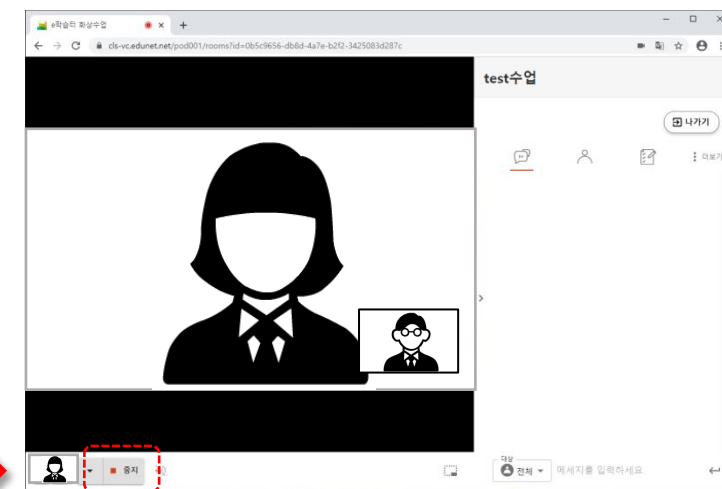 e학습터 화상수업
cls-vc.edunet.net/pod001/rooms?id=0b5c9656-db8d-4a7e-b2f2-3425083d287c
test수업
나가기
더보기
중지
대상
전체
메세지를 입력하세요.